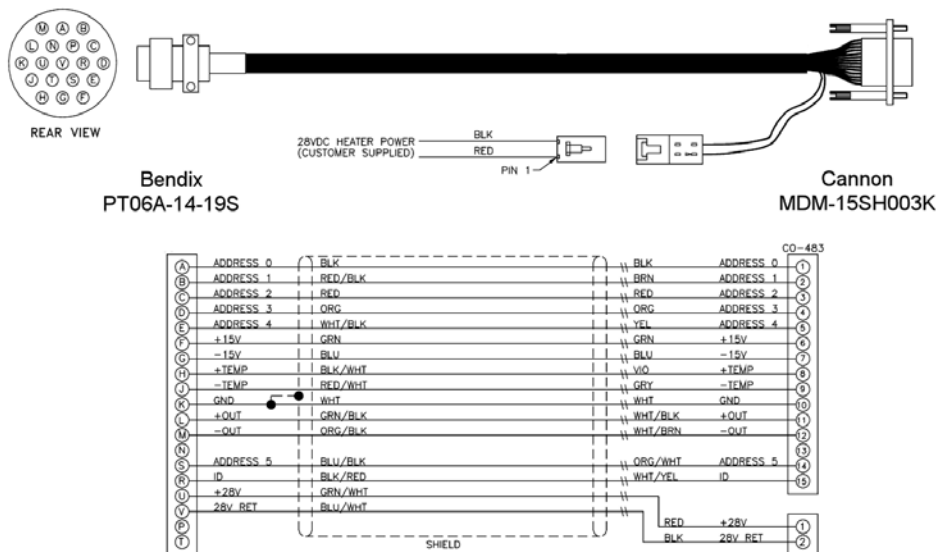 M A B
L N P C
K U V R D
J T S E
H G F
REAR VIEW
28VDC HEATER POWER BLK
(CUSTOMER SUPPLIED) RED
PIN 1
Bendix
PT06A-14-19S
Cannon
MDM-15SH003K
CO-483
A ADDRESS 0 BLK BLK ADDRESS 0 1
B ADDRESS 1 RED/BLK BRN ADDRESS 1 2
C ADDRESS 2 RED RED ADDRESS 2 3
D ADDRESS 3 ORG ORG ADDRESS 3 4
E ADDRESS 4 WHT/BLK YEL ADDRESS 4 5
F +15V GRN GRN +15V 6
G -15V BLU BLU -15V 7
H +TEMP BLK/WHT VIO +TEMP 8
J -TEMP RED/WHT GRY -TEMP 9
K GND WHT WHT GND 10
L +OUT GRN/BLK WHT/BLK +OUT 11
M -OUT ORG/BLK WHT/BRN -OUT 12
N 13
S ADDRESS 5 BLU/BLK ORG/WHT ADDRESS 5 14
R ID BLK/RED WHT/YEL ID 15
U +28V GRN/WHT
V 28V RET BLU/WHT
P RED +28V 1
T BLK 28V RET 2
SHIELD